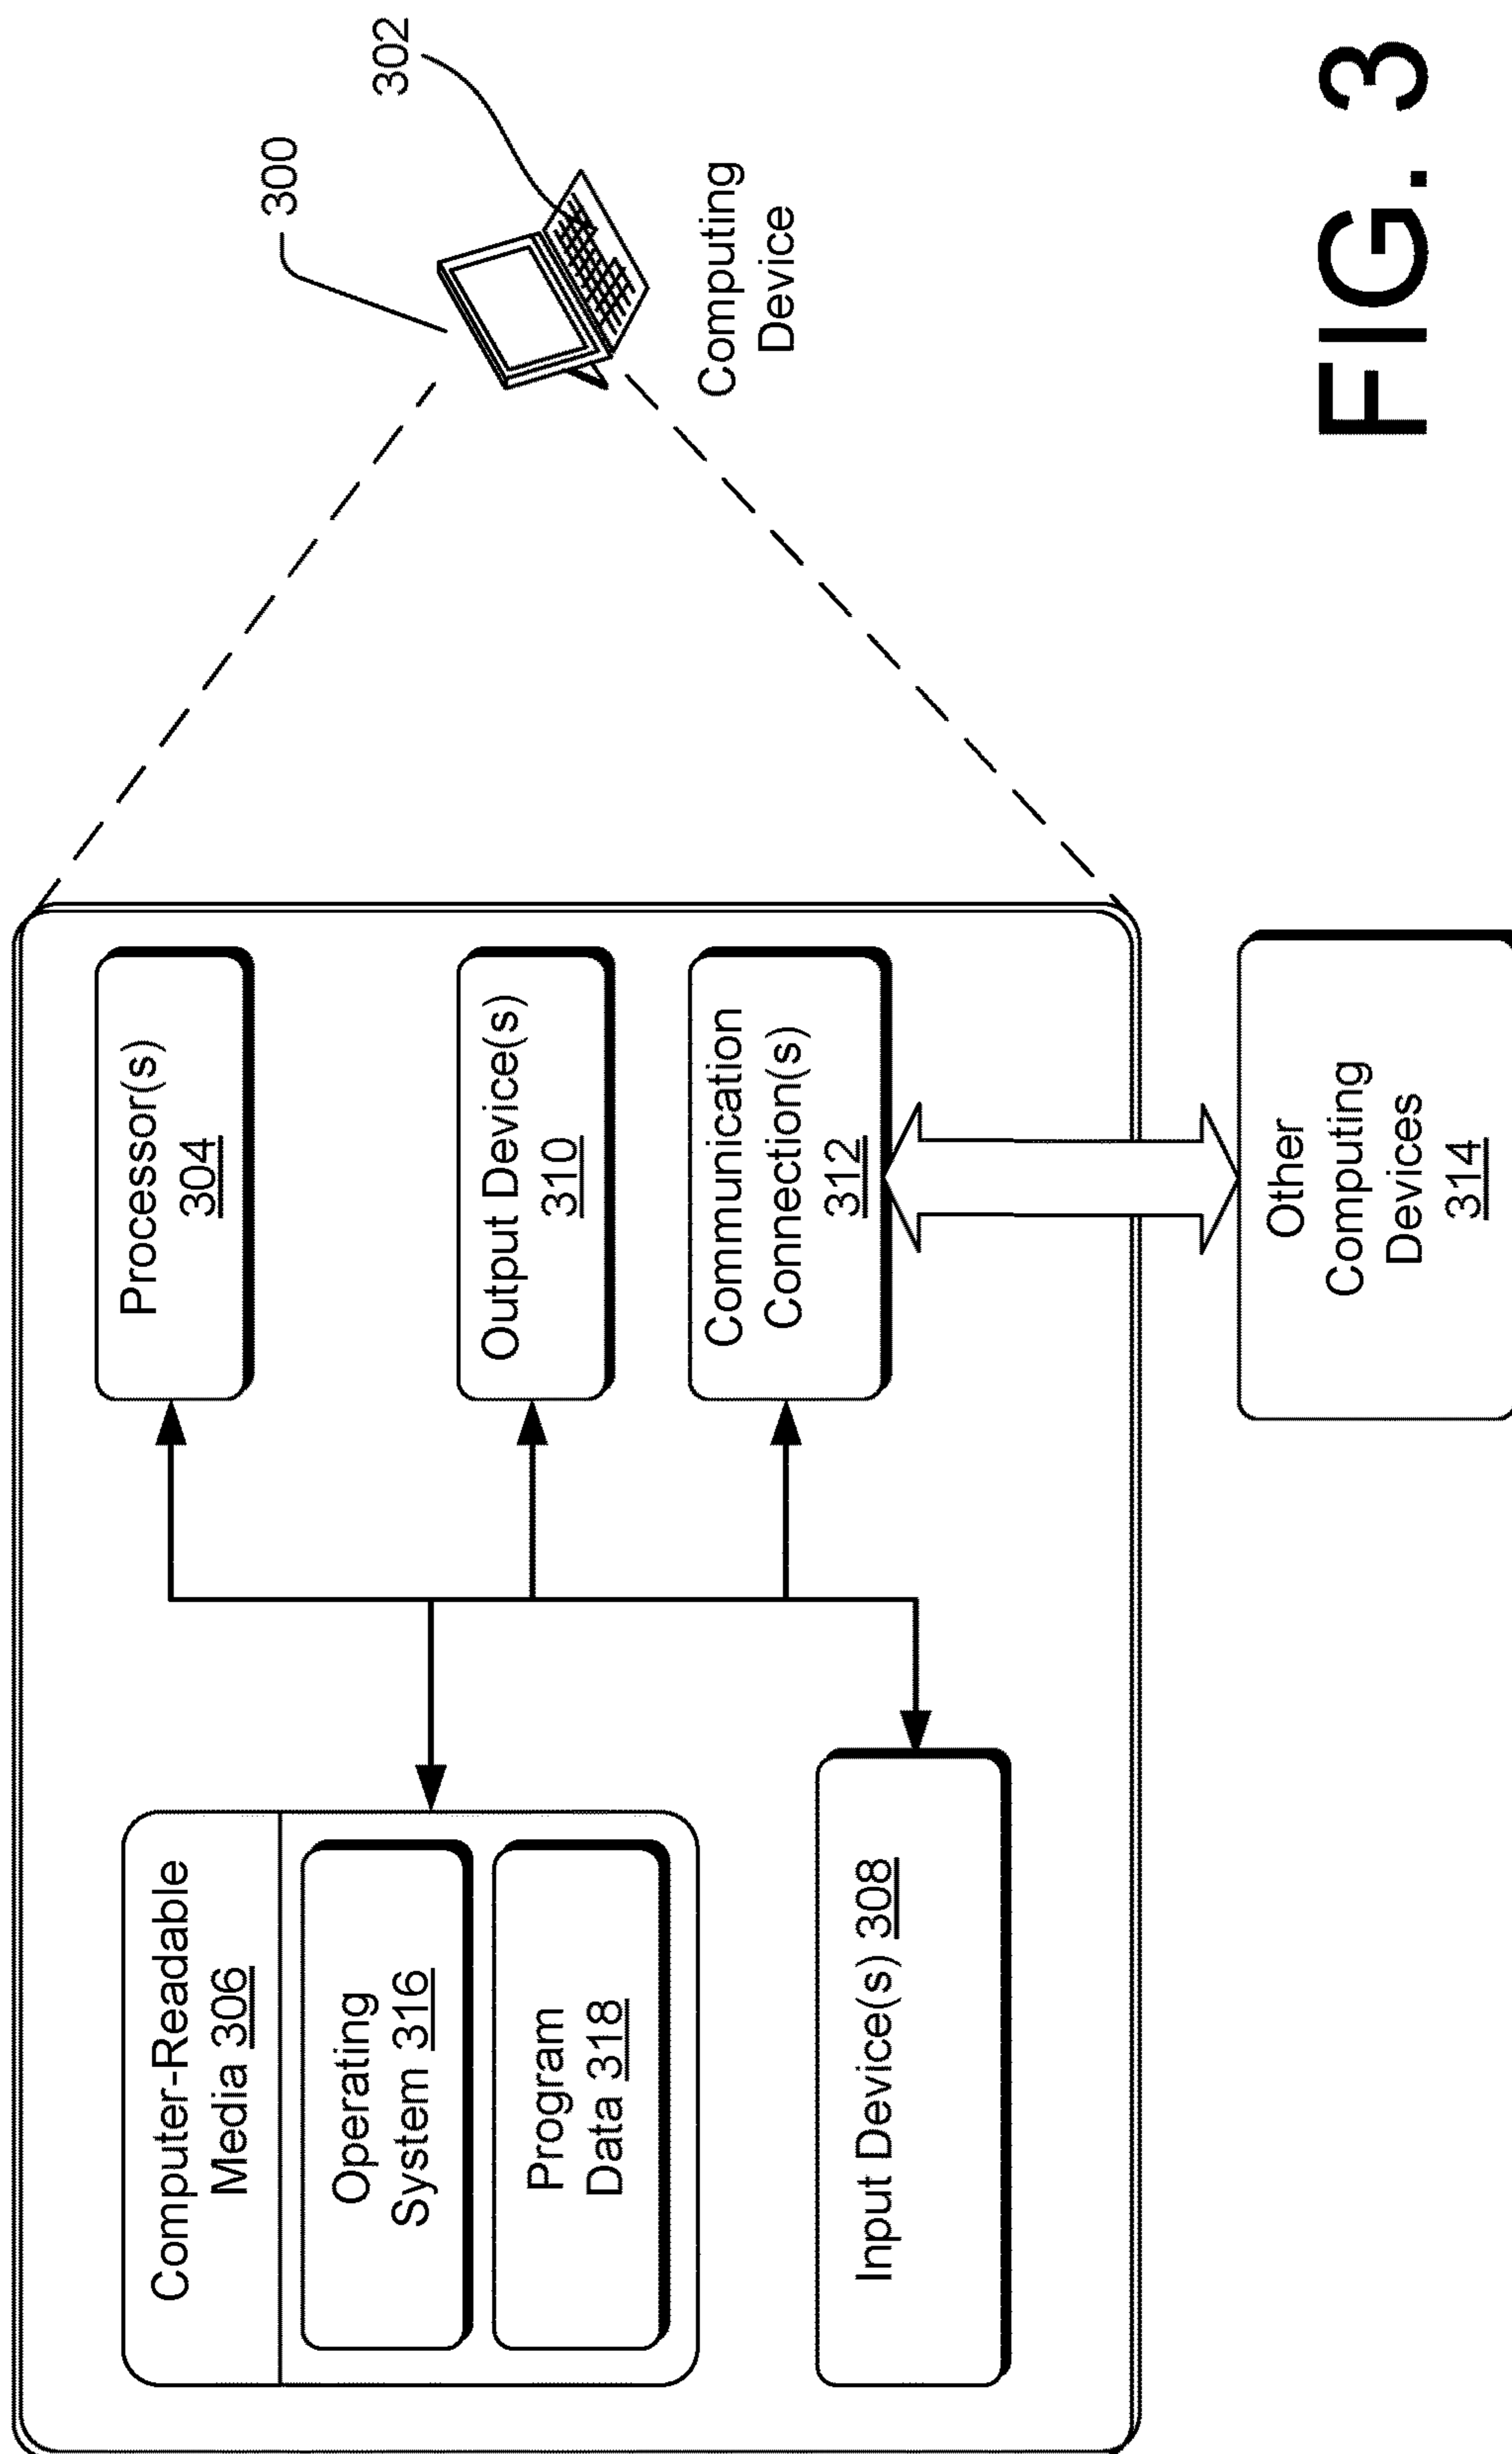 300
302
Computing
Device
Computer-Readable
Media 306
Operating
System 316
Program
Data 318
Input Device(s) 308
Processor(s)
304
Output Device(s)
310
Communication
Connection(s)
312
Other
Computing
Devices
314
FIG. 3